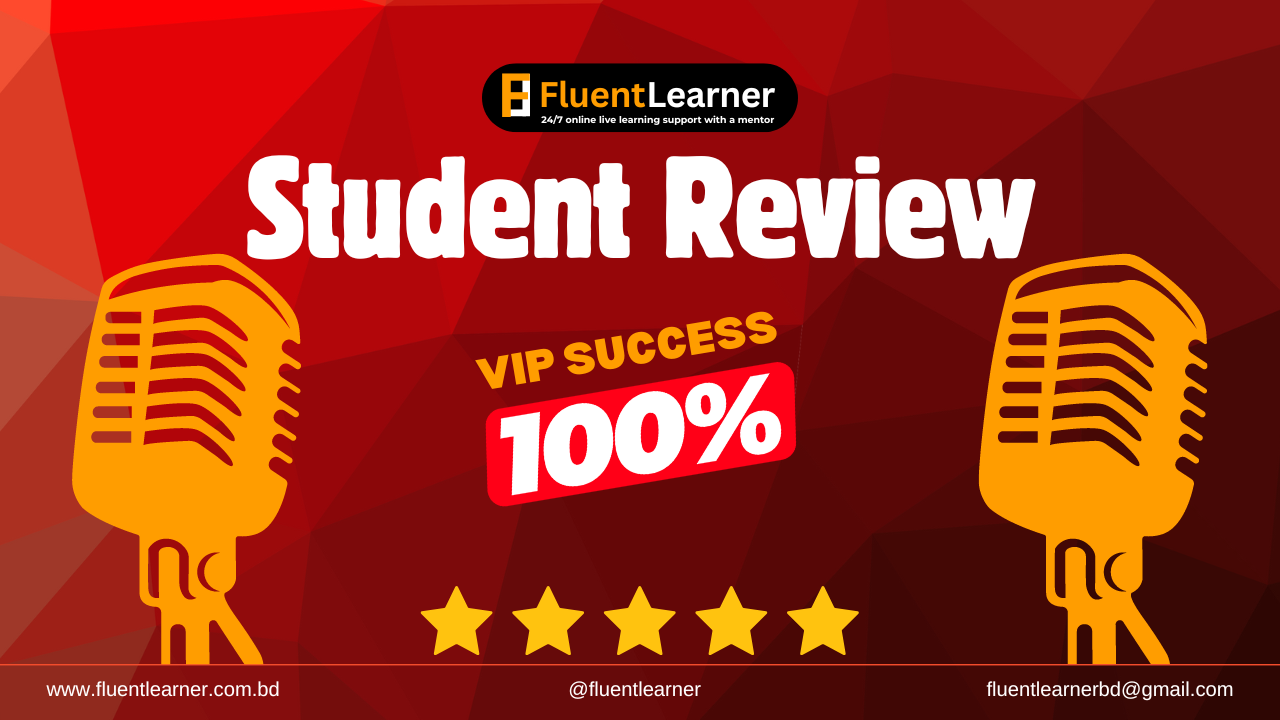 FluentLearner
24/7 online live learning support with a mentor
Student Review
VIP SUCCESS
100%
www.fluentlearner.com.bd
@fluentlearner
fluentlearnerbd@gmail.com